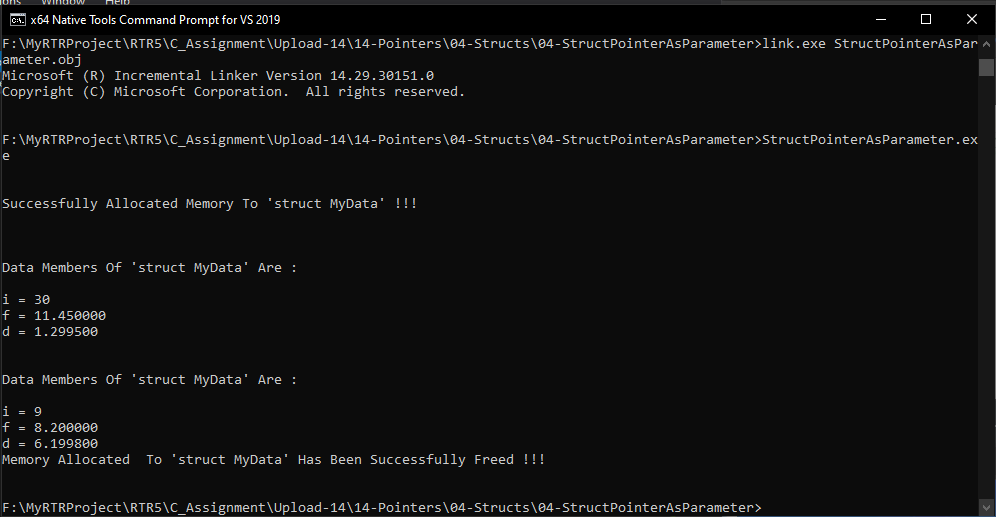 ons Window Help
x64 Native Tools Command Prompt for VS 2019
F:\MyRTRProject\RTR5\C_Assignment\Upload-14\14-Pointers\04-Structs\04-StructPointerAsParameter>link.exe StructPointerAsPar
ameter.obj
Microsoft (R) Incremental Linker Version 14.29.30151.0
Copyright (C) Microsoft Corporation.  All rights reserved.
F:\MyRTRProject\RTR5\C_Assignment\Upload-14\14-Pointers\04-Structs\04-StructPointerAsParameter>StructPointerAsParameter.ex
e
Successfully Allocated Memory To 'struct MyData' !!!
Data Members Of 'struct MyData' Are :
i = 30
f = 11.450000
d = 1.299500
Data Members Of 'struct MyData' Are :
i = 9
f = 8.200000
d = 6.199800
Memory Allocated  To 'struct MyData' Has Been Successfully Freed !!!
F:\MyRTRProject\RTR5\C_Assignment\Upload-14\14-Pointers\04-Structs\04-StructPointerAsParameter>